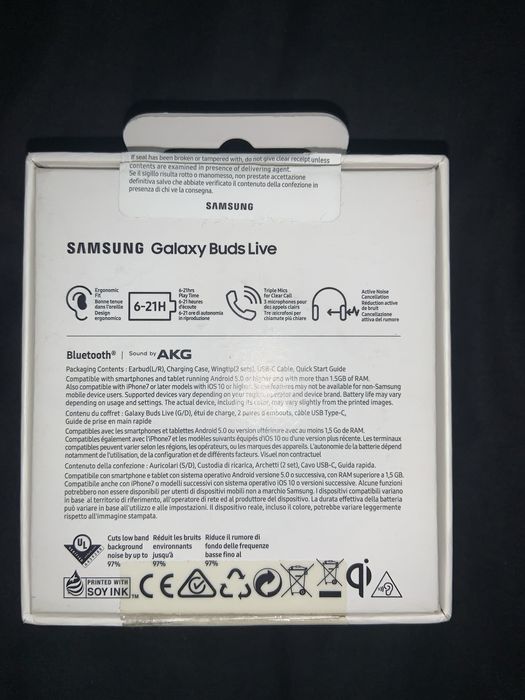 If seal has been broken or tampered with, do not give clear receipt unless
contents are examined in presence of delivering agent.
Se il sigillo risulta rotto o manomesso, non prestate accettazione
definitiva salvo che abbiate verificato il contenuto della confezione in
presenza di chi ve la consegna.
SAMSUNG
SAMSUNG Galaxy Buds Live
Ergonomic
Fit
Bonne tenue
dans l'oreille
Design
ergonomico
6-21H
6-21hrs
Play Time
6-21 heures
d'écoute
6-21 ore di autonomia
in riproduzione
Triple Mics
for Clear Call
3 microphones pour
des appels clairs
Tre microfoni per
chiamate più chiare
Active Noise
Cancellation
Réduction active
de bruit
Cancellazione
attiva del rumore
Bluetooth® | Sound by AKG
Packaging Contents : Earbud(L/R), Charging Case, Wingtip(2 sets), USB-C Cable, Quick Start Guide
Compatible with smartphones and tablet running Android 5.0 or higher and with more than 1.5GB of RAM.
Also compatible with iPhone7 or later models with iOS 10 or higher. Some features may not be available for non-Samsung
mobile device users. Supported devices vary depending on your region, operator and device brand. Battery life may vary
depending on usage and settings. The actual device, including its color, may vary slightly from the printed images.
Contenu du coffret : Galaxy Buds Live (G/D), étui de charge, 2 paires d'embouts, câble USB Type-C,
Guide de prise en main rapide
Compatibles avec les smartphones et tablettes Android 5.0 ou version ultérieure avec au moins 1,5 Go de RAM.
Compatibles également avec l'iPhone7 et les modèles suivants équipés d'iOS 10 ou d'une version plus récente. Les terminaux
compatibles peuvent varier selon les régions, les opérateurs, ou les marques des appareils. L'autonomie de la batterie dépend
notamment de l'utilisation, de la configuration et de différents facteurs. Visuel non contractuel
Contenuto della confezione : Auricolari (S/D), Custodia di ricarica, Archetti (2 set), Cavo USB-C, Guida rapida.
Compatibile con smartphone e tablet con sistema operativo Android versione 5.0 o successiva, con RAM superiore a 1,5 GB.
Compatibile anche con iPhone7 o modelli successivi con sistema operativo iOS 10 o versioni successive. Alcune funzioni
potrebbero non essere disponibili per utenti di dispositivi mobili non a marchio Samsung. I dispositivi compatibili variano
in base al territorio di riferimento, all'operatore di rete ed al produttore del dispositivo. La durata effettiva della batteria
può variare in base all'utilizzo e alle impostazioni. Il dispositivo reale, incluso il colore, potrebbe variare leggermente
rispetto all'immagine stampata.
UL
Cuts low band
background
noise by up to
97%
Réduit les bruits
environnants
jusqu'à
97%
Riduce il rumore di
fondo delle frequenze
basse fino al
97%
PRINTED WITH
SOY INK
TM
CE
qi